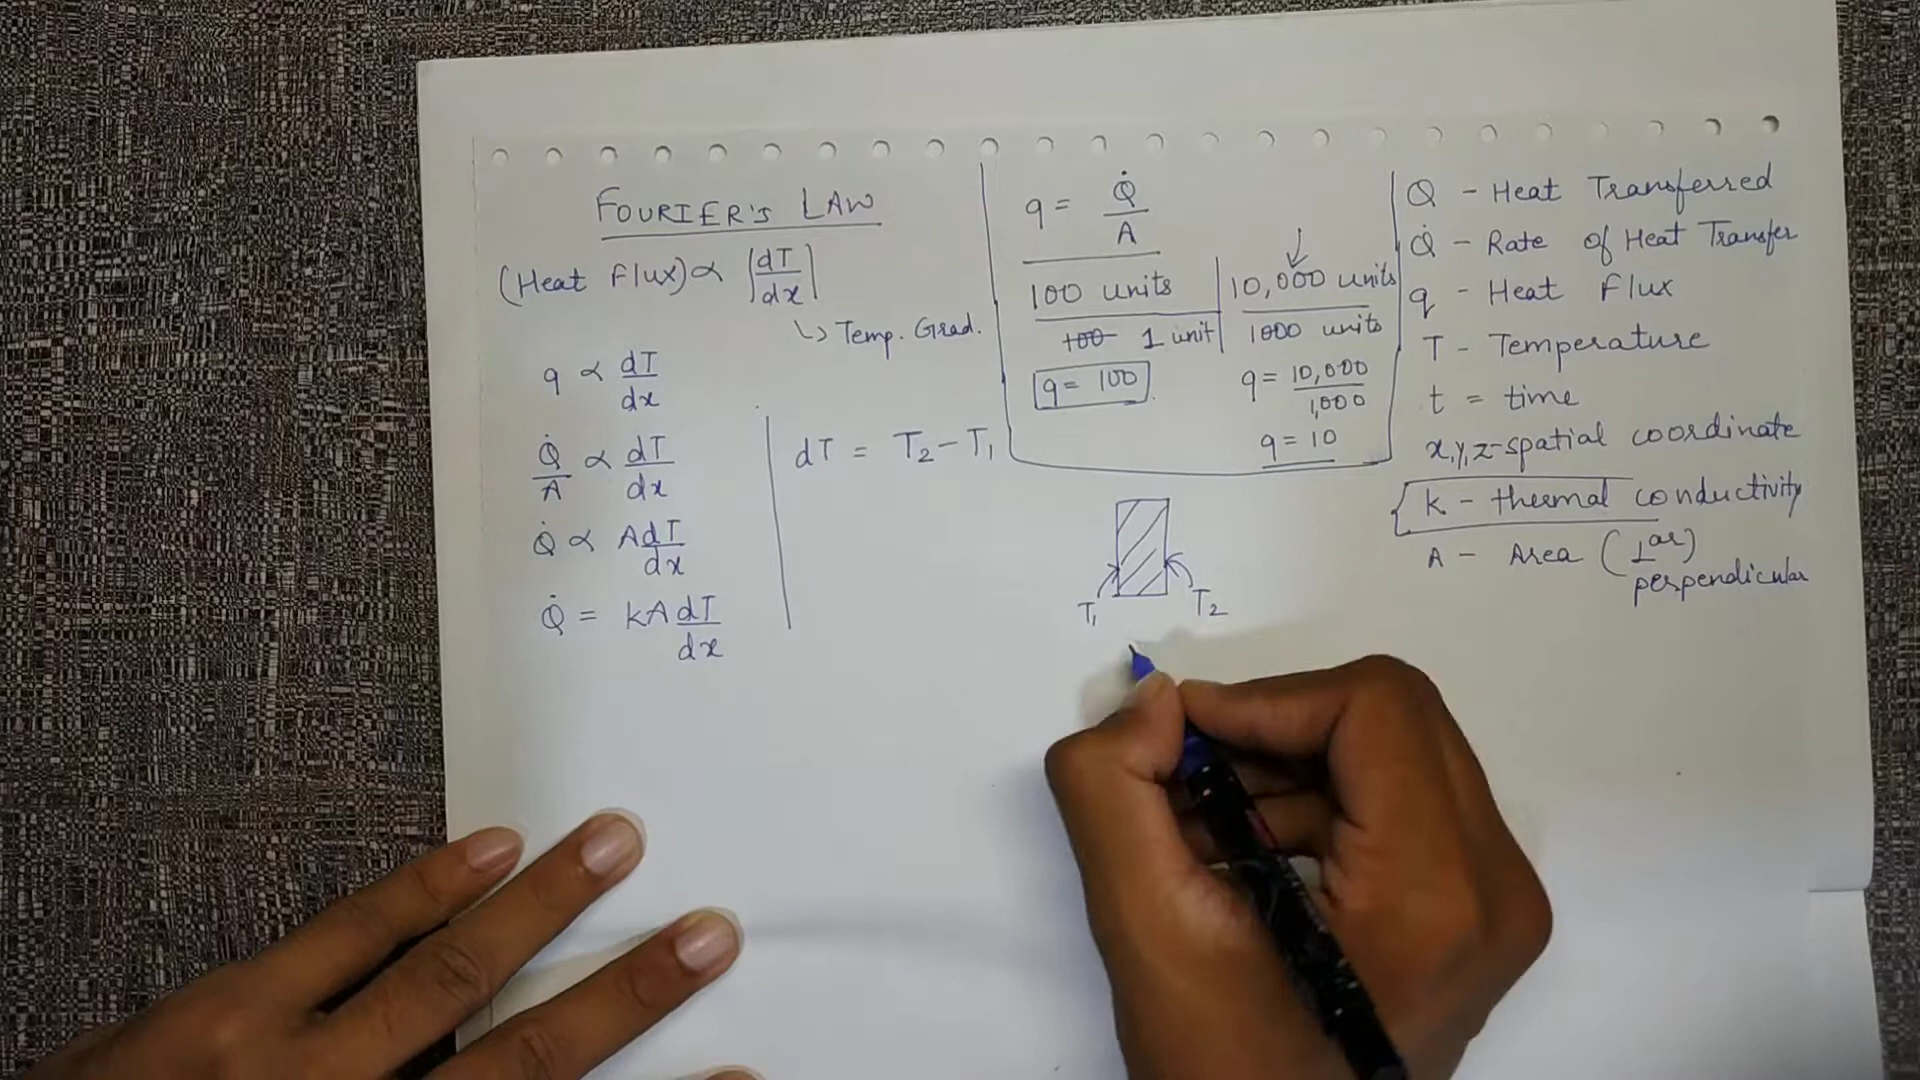 FOURIER'S LAW
(Heat Flux) ∝ |dT/dx|
↳ Temp. Grad.
q ∝ dT/dx
Q̇/A ∝ dT/dx
Q̇ ∝ A dT/dx
Q̇ = kA dT/dx
dT = T₂ - T₁
q = Q̇/A
100 units
100 1 unit
q = 100
10,000 units
1000 units
q = 10,000/1,000
q = 10
T₁
T₂
Q - Heat Transferred
Q̇ - Rate of Heat Transfer
q - Heat Flux
T - Temperature
t = time
x,y,z-spatial coordinate
k - thermal conductivity
A - Area (⊥ᵃʳ)
perpendicular